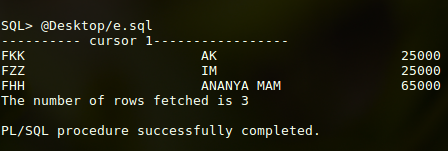 SQL> @Desktop/e.sql
---------- cursor 1-----------------
FKK AK 25000
FZZ IM 25000
FHH ANANYA MAM 65000
The number of rows fetched is 3
PL/SQL procedure successfully completed.